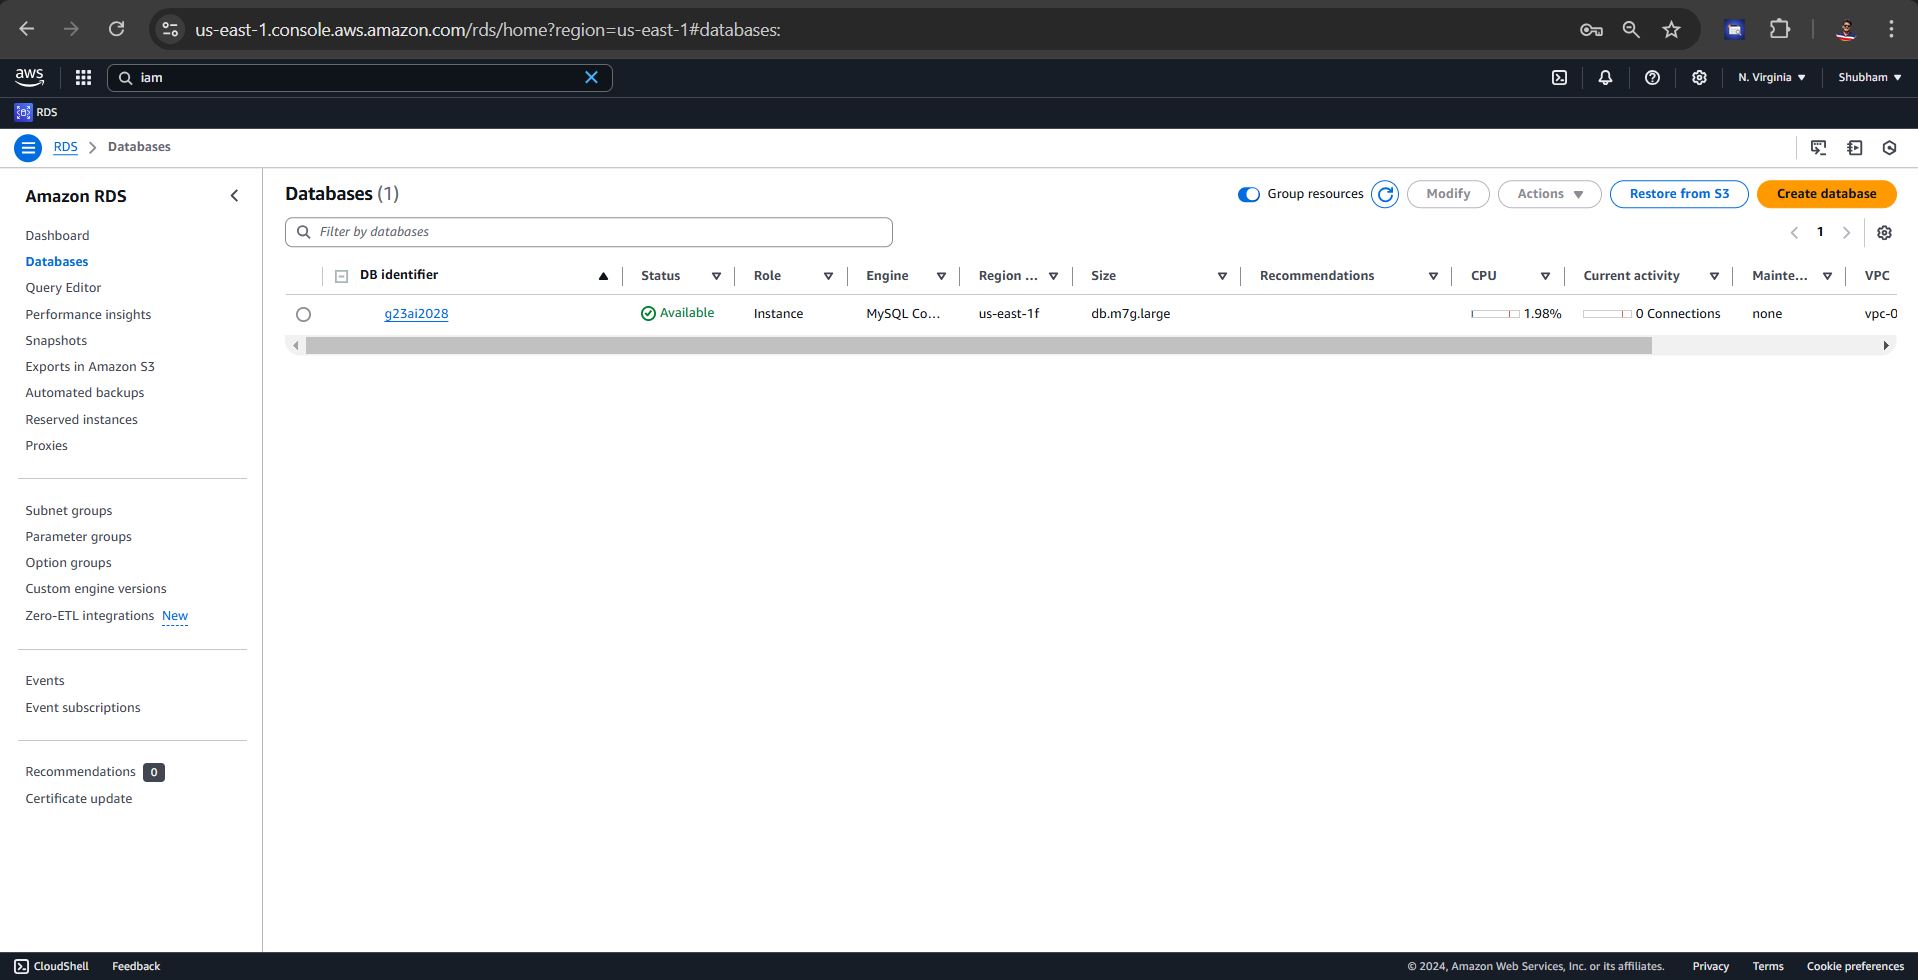 us-east-1.console.aws.amazon.com/rds/home?region=us-east-1#databases:
aws
iam
N. Virginia
Shubham
RDS
RDS
Databases
Amazon RDS
Dashboard
Databases
Query Editor
Performance insights
Snapshots
Exports in Amazon S3
Automated backups
Reserved instances
Proxies
Subnet groups
Parameter groups
Option groups
Custom engine versions
Zero-ETL integrations New
Events
Event subscriptions
Recommendations 0
Certificate update
Databases (1)
Group resources
Modify
Actions
Restore from S3
Create database
Filter by databases
1
DB identifier Status Role Engine Region ... Size Recommendations CPU Current activity Mainte... VPC
g23ai2028 Available Instance MySQL Co... us-east-1f db.m7g.large 1.98% 0 Connections none vpc-0
CloudShell
Feedback
© 2024, Amazon Web Services, Inc. or its affiliates.
Privacy
Terms
Cookie preferences